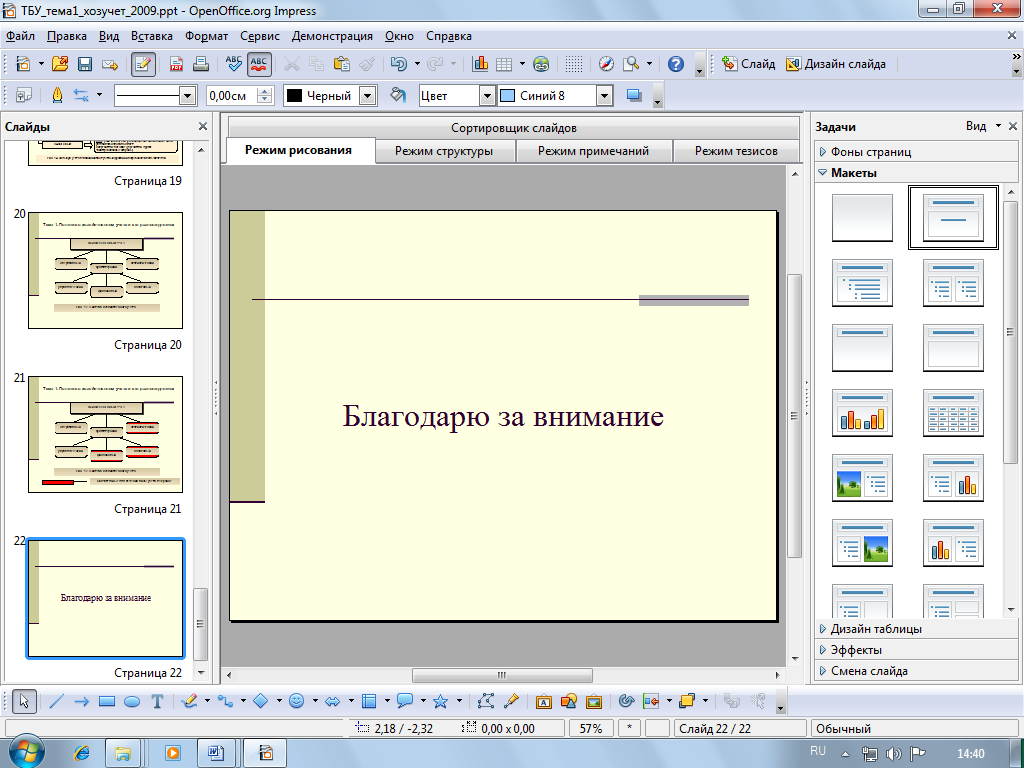 ТБУ_тема1_хозучет_2009.ppt - OpenOffice.org Impress
Файл Правка Вид Вставка Формат Сервис Демонстрация Окно Справка
Слайд Дизайн слайда
0,00см Черный Цвет Синий 8
Слайды
Страница 19
20
Страница 20
21
Страница 21
22
Благодарю за внимание
Страница 22
Сортировщик слайдов
Режим рисования Режим структуры Режим примечаний Режим тезисов
Благодарю за внимание
Задачи Вид
Фоны страниц
Макеты
Дизайн таблицы
Эффекты
Смена слайда
2,18 / -2,32 0,00 x 0,00 57% * Слайд 22 / 22 Обычный
RU 14:40